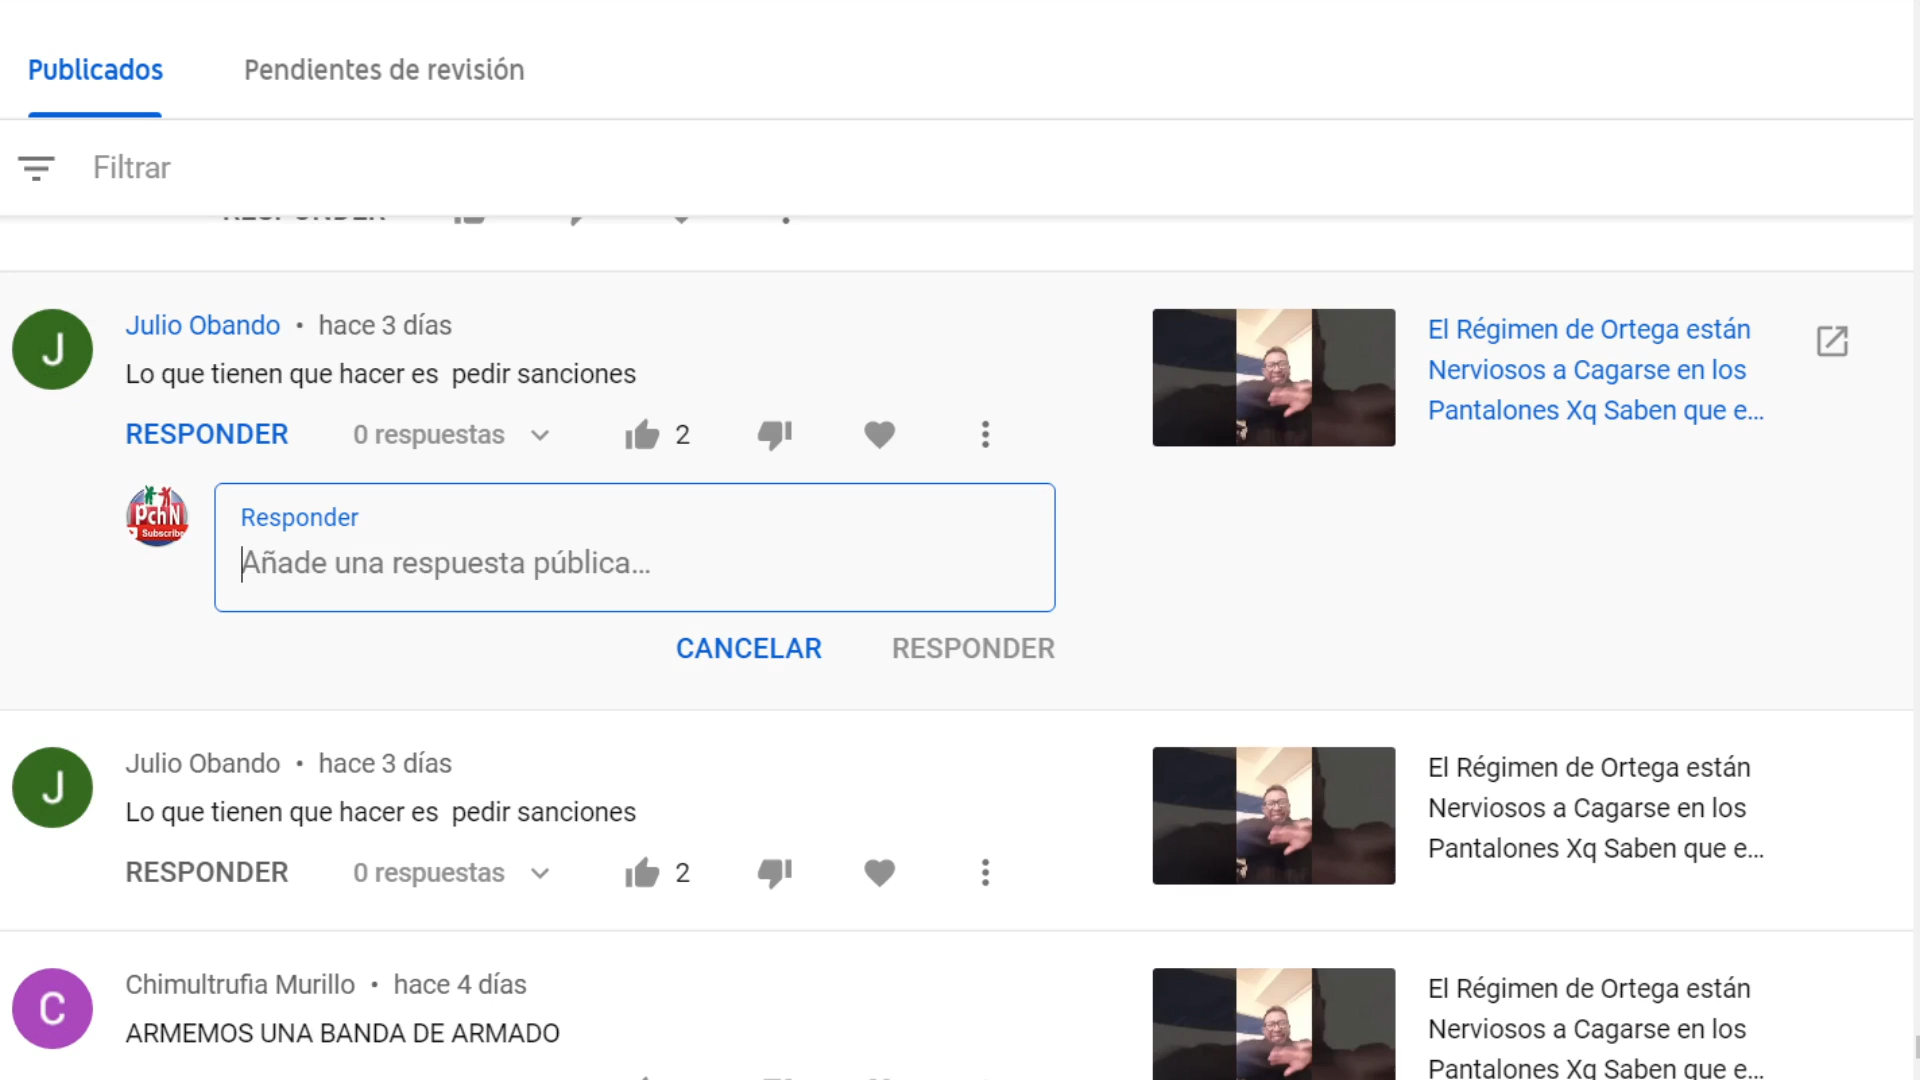 Publicados
Pendientes de revisión
Filtrar
RESPONDER
Julio Obando • hace 3 días
Lo que tienen que hacer es  pedir sanciones
RESPONDER 0 respuestas 2
El Régimen de Ortega están
Nerviosos a Cagarse en los
Pantalones Xq Saben que e...
PchN
Subscribe
Responder
Añade una respuesta pública...
CANCELAR RESPONDER
Julio Obando • hace 3 días
Lo que tienen que hacer es  pedir sanciones
RESPONDER 0 respuestas 2
El Régimen de Ortega están
Nerviosos a Cagarse en los
Pantalones Xq Saben que e...
Chimultrufia Murillo • hace 4 días
ARMEMOS UNA BANDA DE ARMADO
El Régimen de Ortega están
Nerviosos a Cagarse en los
Pantalones Xq Saben que e...